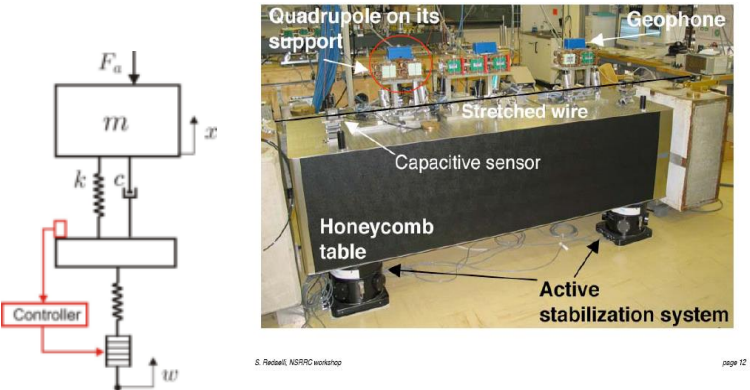 F_a
m
x
k
c
Controller
w
Quadrupole on its
support
Geophone
Stretched wire
Capacitive sensor
Honeycomb
table
Active
stabilization system
S. Redaelli, NSRRC workshop
page 12